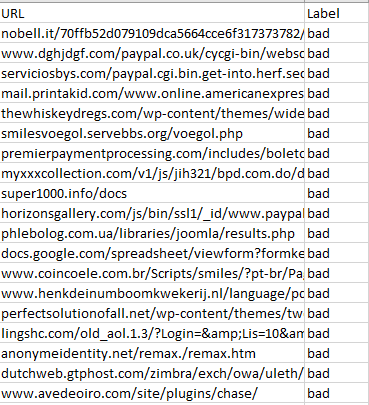 URL Label
nobell.it/70ffb52d079109dca5664cce6f317373782/ bad
www.dghjdgf.com/paypal.co.uk/cycgi-bin/websc bad
serviciosbys.com/paypal.cgi.bin.get-into.herf.sec bad
mail.printakid.com/www.online.americanexpres bad
thewhiskeydregs.com/wp-content/themes/wide bad
smilesvoegol.servebbs.org/voegol.php bad
premierpaymentprocessing.com/includes/boleto bad
myxxxcollection.com/v1/js/jih321/bpd.com.do/d bad
super1000.info/docs bad
horizonsgallery.com/js/bin/ssl1/_id/www.paypal bad
phlebolog.com.ua/libraries/joomla/results.php bad
docs.google.com/spreadsheet/viewform?formke bad
www.coincoele.com.br/Scripts/smiles/?pt-br/Pa bad
www.henkdeinumboomkwekerij.nl/language/pc bad
perfectsolutionofall.net/wp-content/themes/tw bad
lingshc.com/old_aol.1.3/?Login=&amp;Lis=10&am bad
anonymeidentity.net/remax./remax.htm bad
dutchweb.gtphost.com/zimbra/exch/owa/uleth/ bad
www.avedeoiro.com/site/plugins/chase/ bad